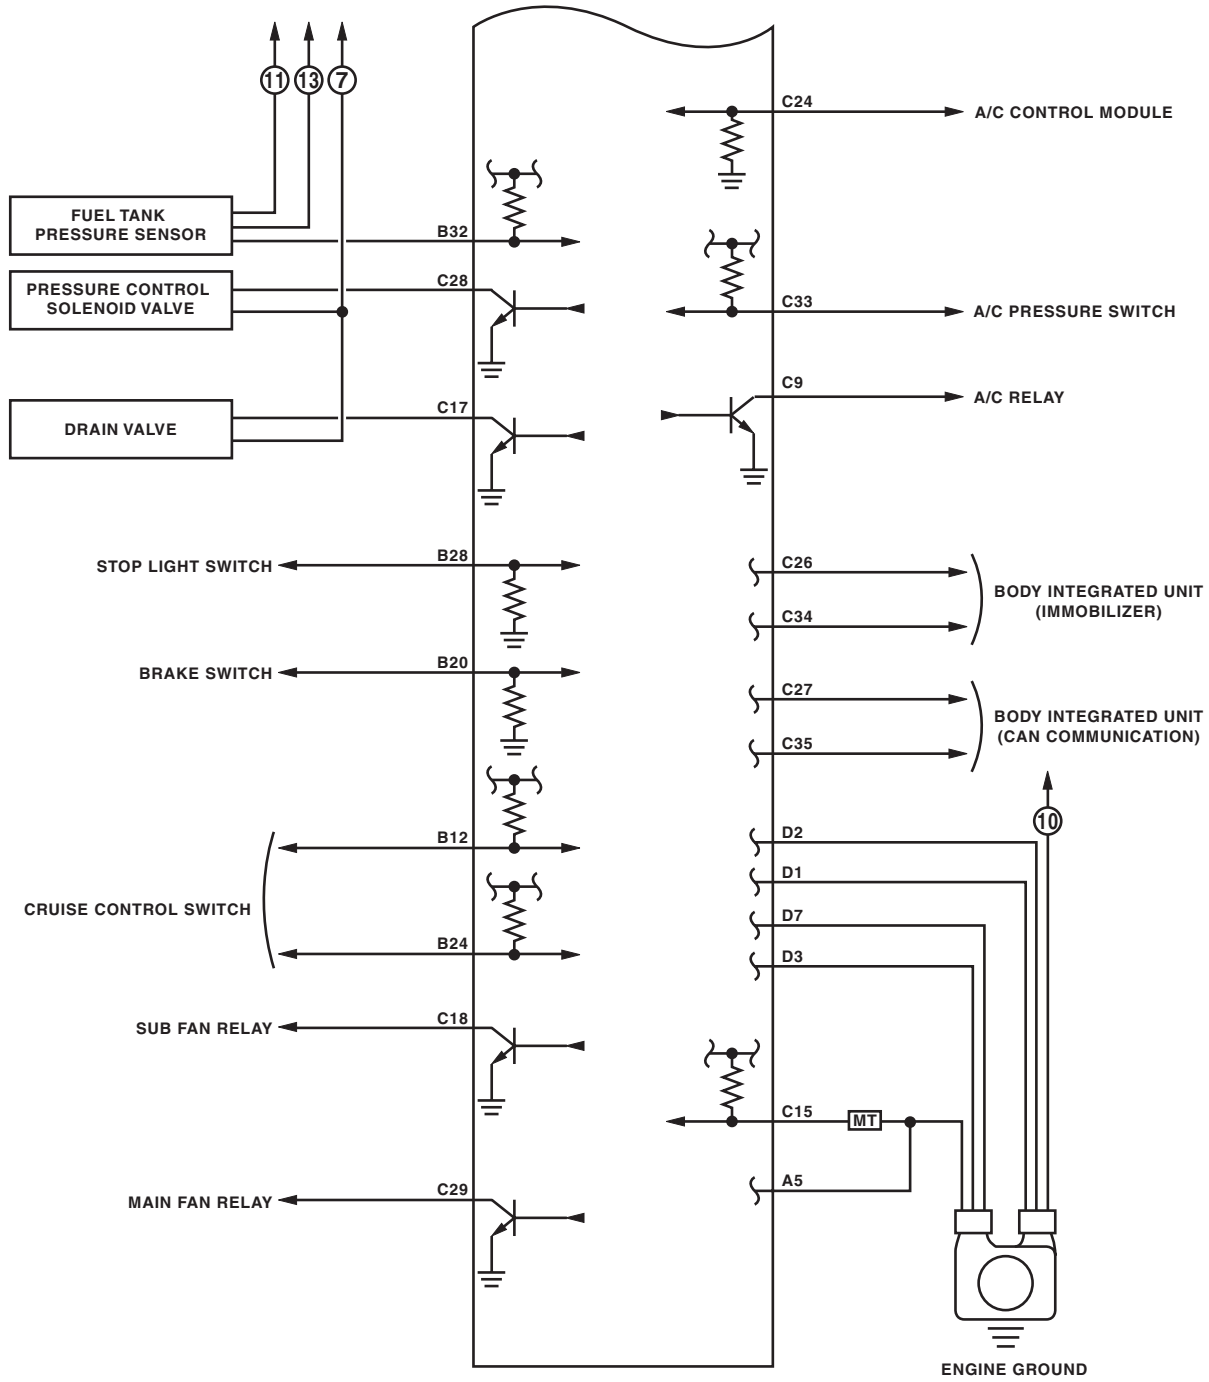 11 13 7
C24
A/C CONTROL MODULE
FUEL TANK
PRESSURE SENSOR
B32
PRESSURE CONTROL
SOLENOID VALVE
C28
C33
A/C PRESSURE SWITCH
C9
A/C RELAY
DRAIN VALVE
C17
STOP LIGHT SWITCH
B28
C26
C34
BODY INTEGRATED UNIT
(IMMOBILIZER)
BRAKE SWITCH
B20
C27
C35
BODY INTEGRATED UNIT
(CAN COMMUNICATION)
10
CRUISE CONTROL SWITCH
B12
B24
D2
D1
D7
D3
SUB FAN RELAY
C18
C15
MT
A5
MAIN FAN RELAY
C29
ENGINE GROUND